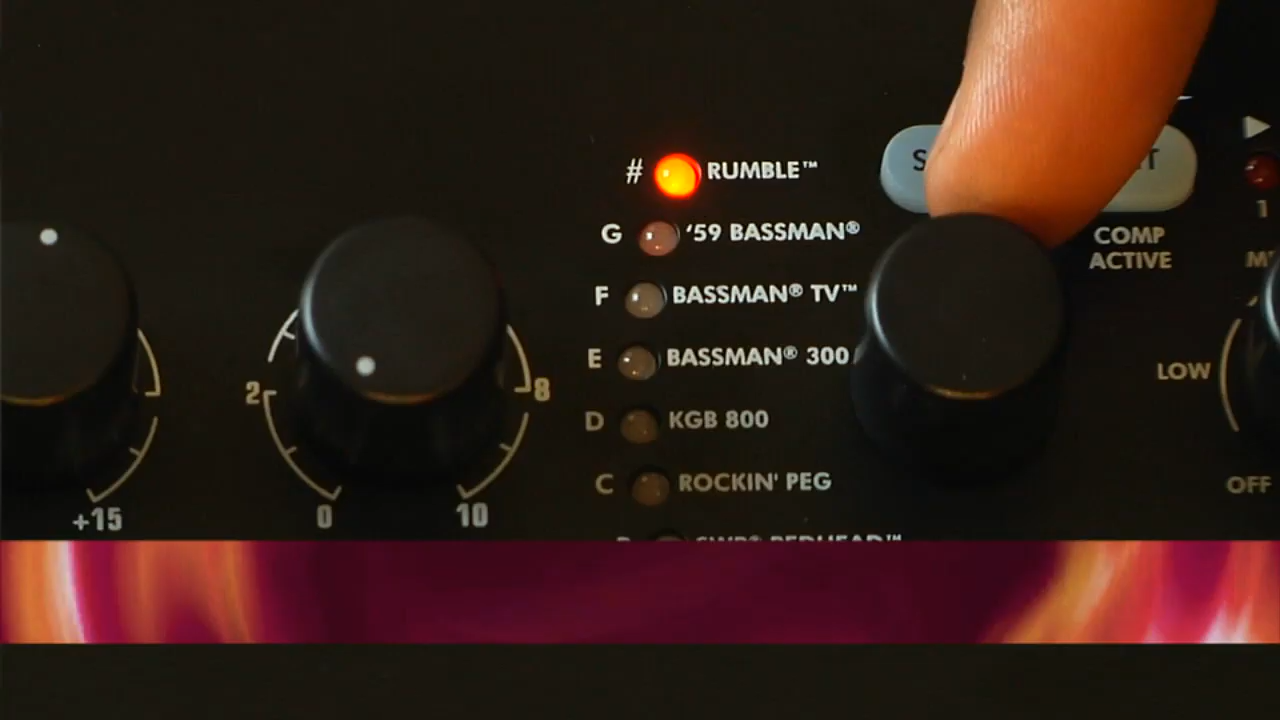 # RUMBLE™
G '59 BASSMAN®
F BASSMAN® TV™
E BASSMAN® 300
D KGB 800
C ROCKIN' PEG
2 8
0 10
+15
COMP
ACTIVE
1
LOW
OFF